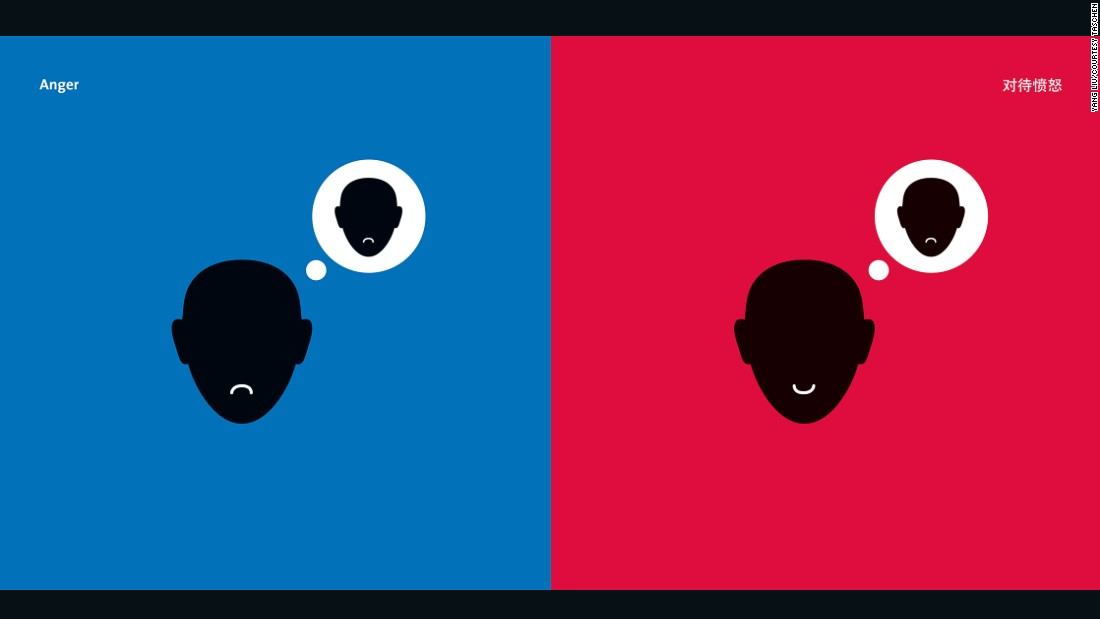 Anger
对待愤怒
YANG LIU/COURTESY TASCHEN